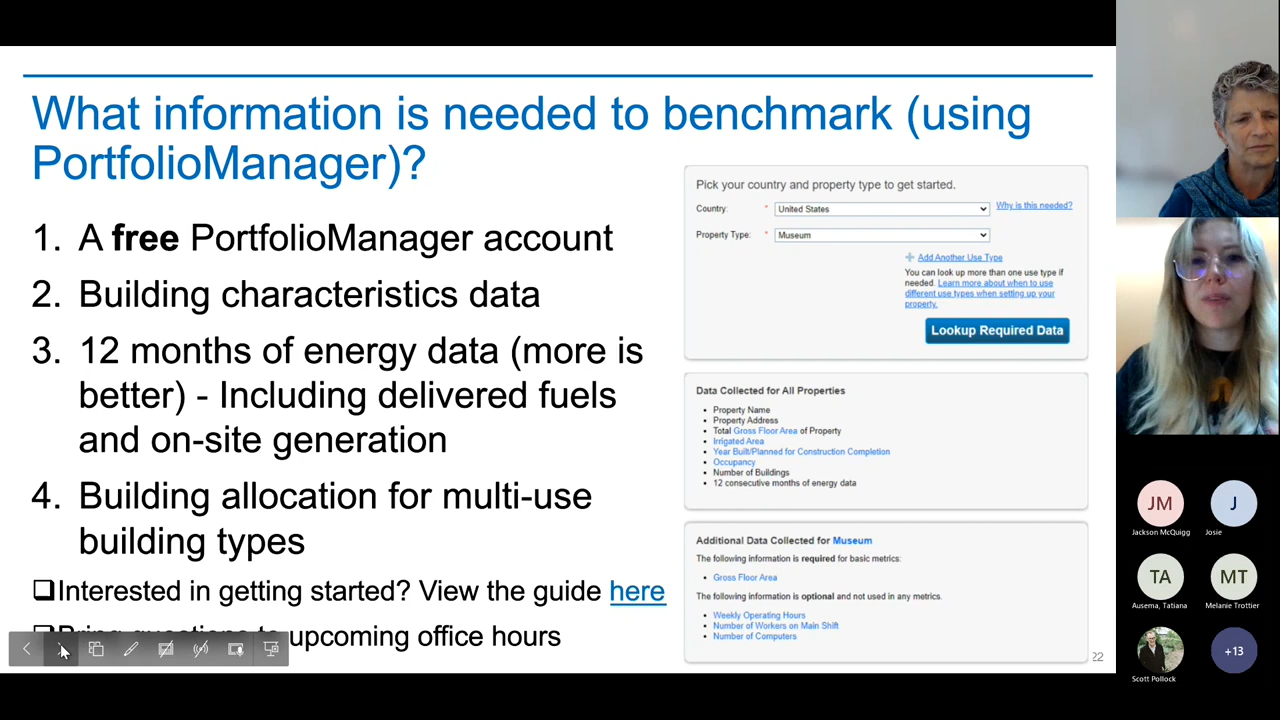 What information is needed to benchmark (using
PortfolioManager)?
1. A free PortfolioManager account
2. Building characteristics data
3. 12 months of energy data (more is
better) - Including delivered fuels
and on-site generation
4. Building allocation for multi-use
building types
❑Interested in getting started? View the guide here
upcoming office hours
Pick your country and property type to get started.
Country: * United States Why is this needed?
Property Type: * Museum
Add Another Use Type
You can look up more than one use type if
needed. Learn more about when to use
different use types when setting up your
property.
Lookup Required Data
Data Collected for All Properties
• Property Name
• Property Address
• Total Gross Floor Area of Property
• Irrigated Area
• Year Built/Planned for Construction Completion
• Occupancy
• Number of Buildings
• 12 consecutive months of energy data
Additional Data Collected for Museum
The following information is required for basic metrics:
• Gross Floor Area
The following information is optional and not used in any metrics.
• Weekly Operating Hours
• Number of Workers on Main Shift
• Number of Computers
22
JM
Jackson McQuigg
J
Josie
TA
Ausema, Tatiana
MT
Melanie Trottier
Scott Pollock
+13